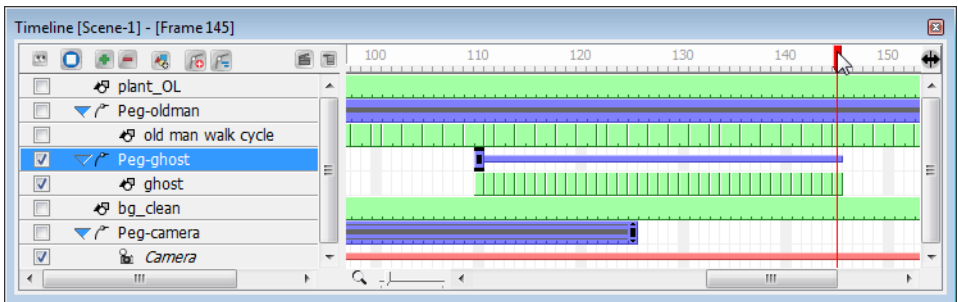 Timeline [Scene-1] - [Frame 145]
100 110 120 130 140 150
plant_OL
Peg-oldman
old man walk cycle
Peg-ghost
ghost
bg_clean
Peg-camera
Camera